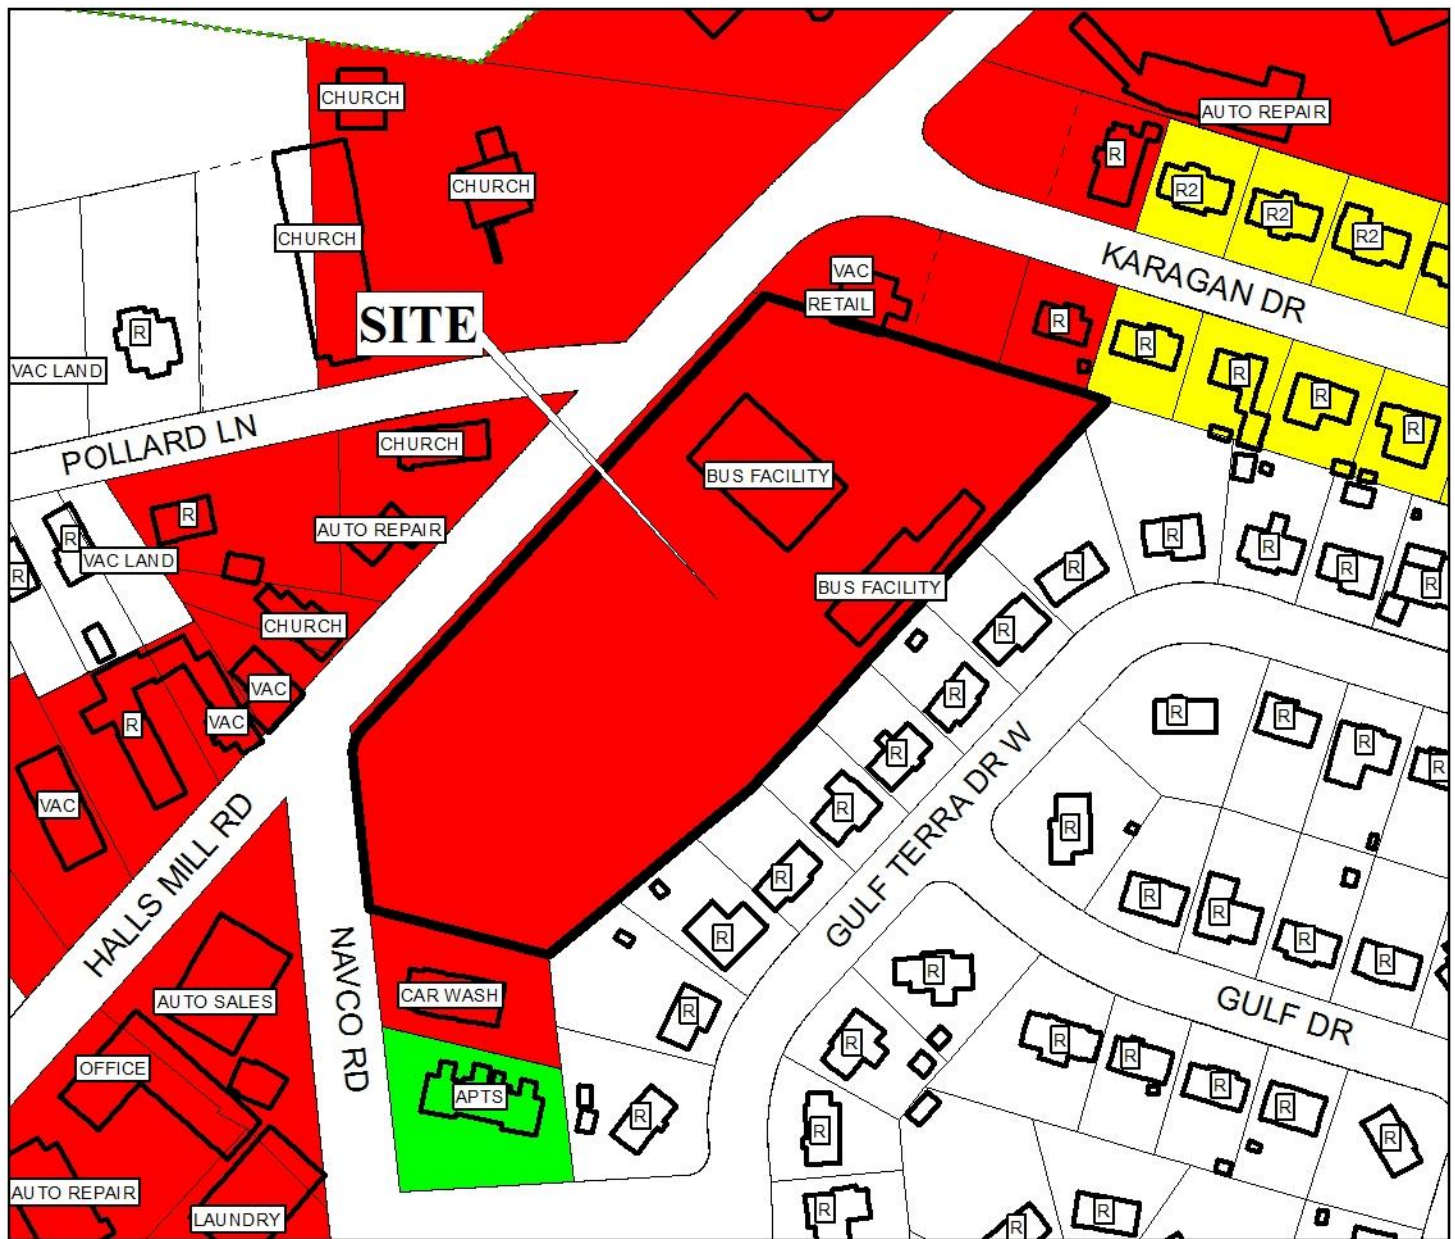 CHURCH
AUTO REPAIR
R
CHURCH
R2
R2
R2
CHURCH
KARAGAN DR
VAC
RETAIL
SITE
R
R
R
R
R
R
VAC LAND
POLLARD LN
CHURCH
BUS FACILITY
R
AUTO REPAIR
R
R
R
VAC LAND
R
R
R
R
R
BUS FACILITY
CHURCH
R
VAC
R
VAC
R
R
R
R
R
R
VAC
GULF TERRA DR W
R
R
R
HALLS MILL RD
R
R
R
R
R
R
R
NAVCO RD
CAR WASH
AUTO SALES
R
GULF DR
OFFICE
R
R
R
APTS
R
R
R
R
R
R
AUTO REPAIR
LAUNDRY
R
R
R